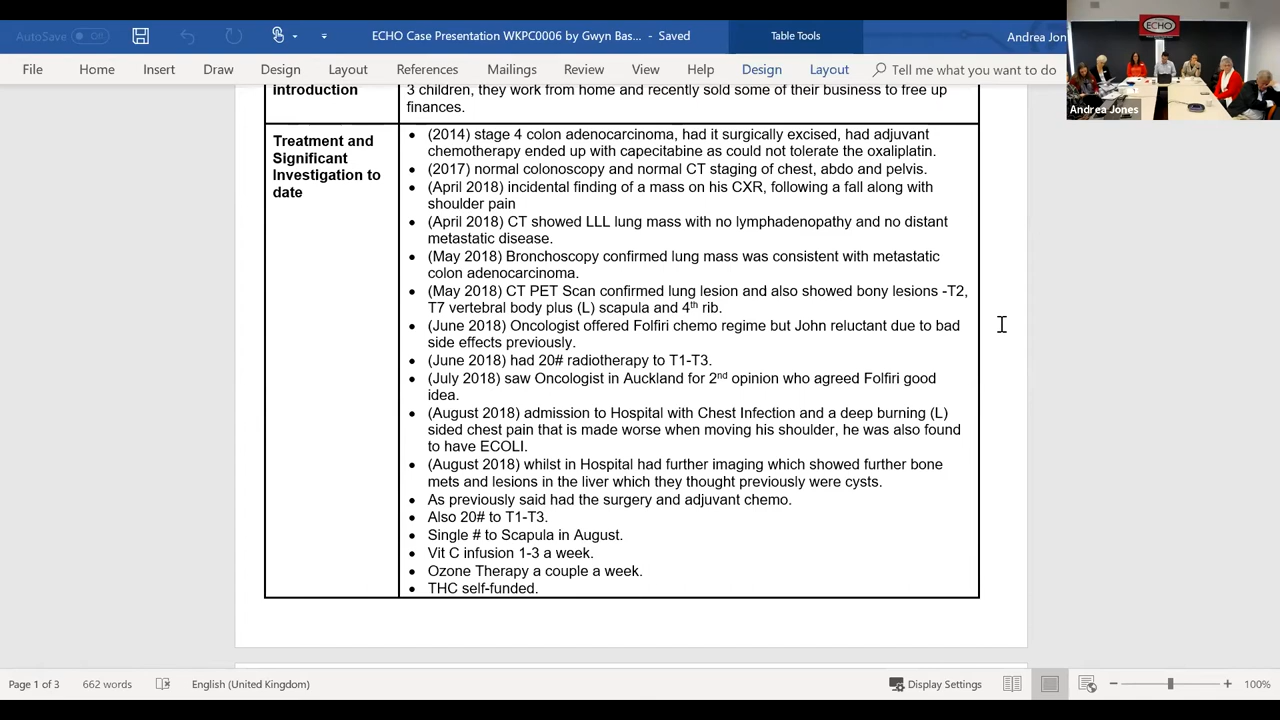 AutoSave Off
ECHO Case Presentation WKPC0006 by Gwyn Bas... - Saved
Table Tools
Andrea Jon
ECHO
Andrea Jones
File Home Insert Draw Design Layout References Mailings Review View Help Design Layout Tell me what you want to do
introduction
3 children, they work from home and recently sold some of their business to free up
finances.
Treatment and
Significant
Investigation to
date
• (2014) stage 4 colon adenocarcinoma, had it surgically excised, had adjuvant
chemotherapy ended up with capecitabine as could not tolerate the oxaliplatin.
• (2017) normal colonoscopy and normal CT staging of chest, abdo and pelvis.
• (April 2018) incidental finding of a mass on his CXR, following a fall along with
shoulder pain
• (April 2018) CT showed LLL lung mass with no lymphadenopathy and no distant
metastatic disease.
• (May 2018) Bronchoscopy confirmed lung mass was consistent with metastatic
colon adenocarcinoma.
• (May 2018) CT PET Scan confirmed lung lesion and also showed bony lesions -T2,
T7 vertebral body plus (L) scapula and 4th rib.
• (June 2018) Oncologist offered Folfiri chemo regime but John reluctant due to bad
side effects previously.
• (June 2018) had 20# radiotherapy to T1-T3.
• (July 2018) saw Oncologist in Auckland for 2nd opinion who agreed Folfiri good
idea.
• (August 2018) admission to Hospital with Chest Infection and a deep burning (L)
sided chest pain that is made worse when moving his shoulder, he was also found
to have ECOLI.
• (August 2018) whilst in Hospital had further imaging which showed further bone
mets and lesions in the liver which they thought previously were cysts.
• As previously said had the surgery and adjuvant chemo.
• Also 20# to T1-T3.
• Single # to Scapula in August.
• Vit C infusion 1-3 a week.
• Ozone Therapy a couple a week.
• THC self-funded.
Page 1 of 3 662 words English (United Kingdom) Display Settings 100%